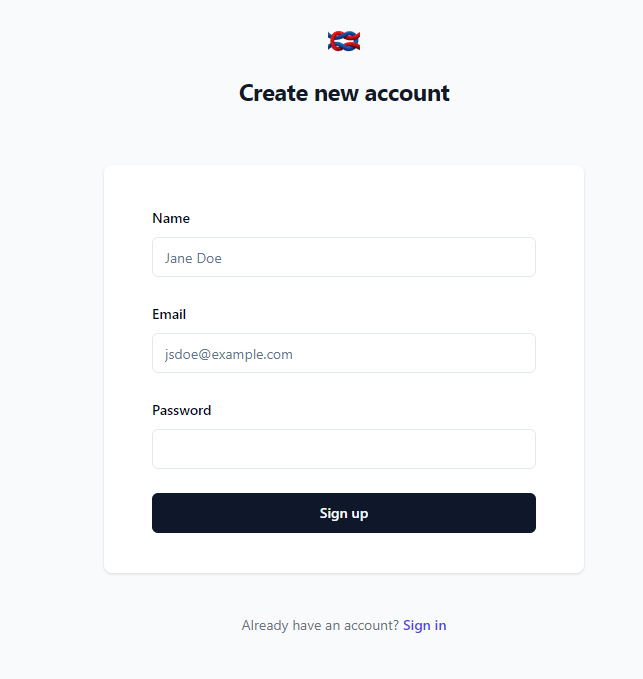 Create new account
Name
Jane Doe
Email
jsdoe@example.com
Password
Sign up
Already have an account? Sign in